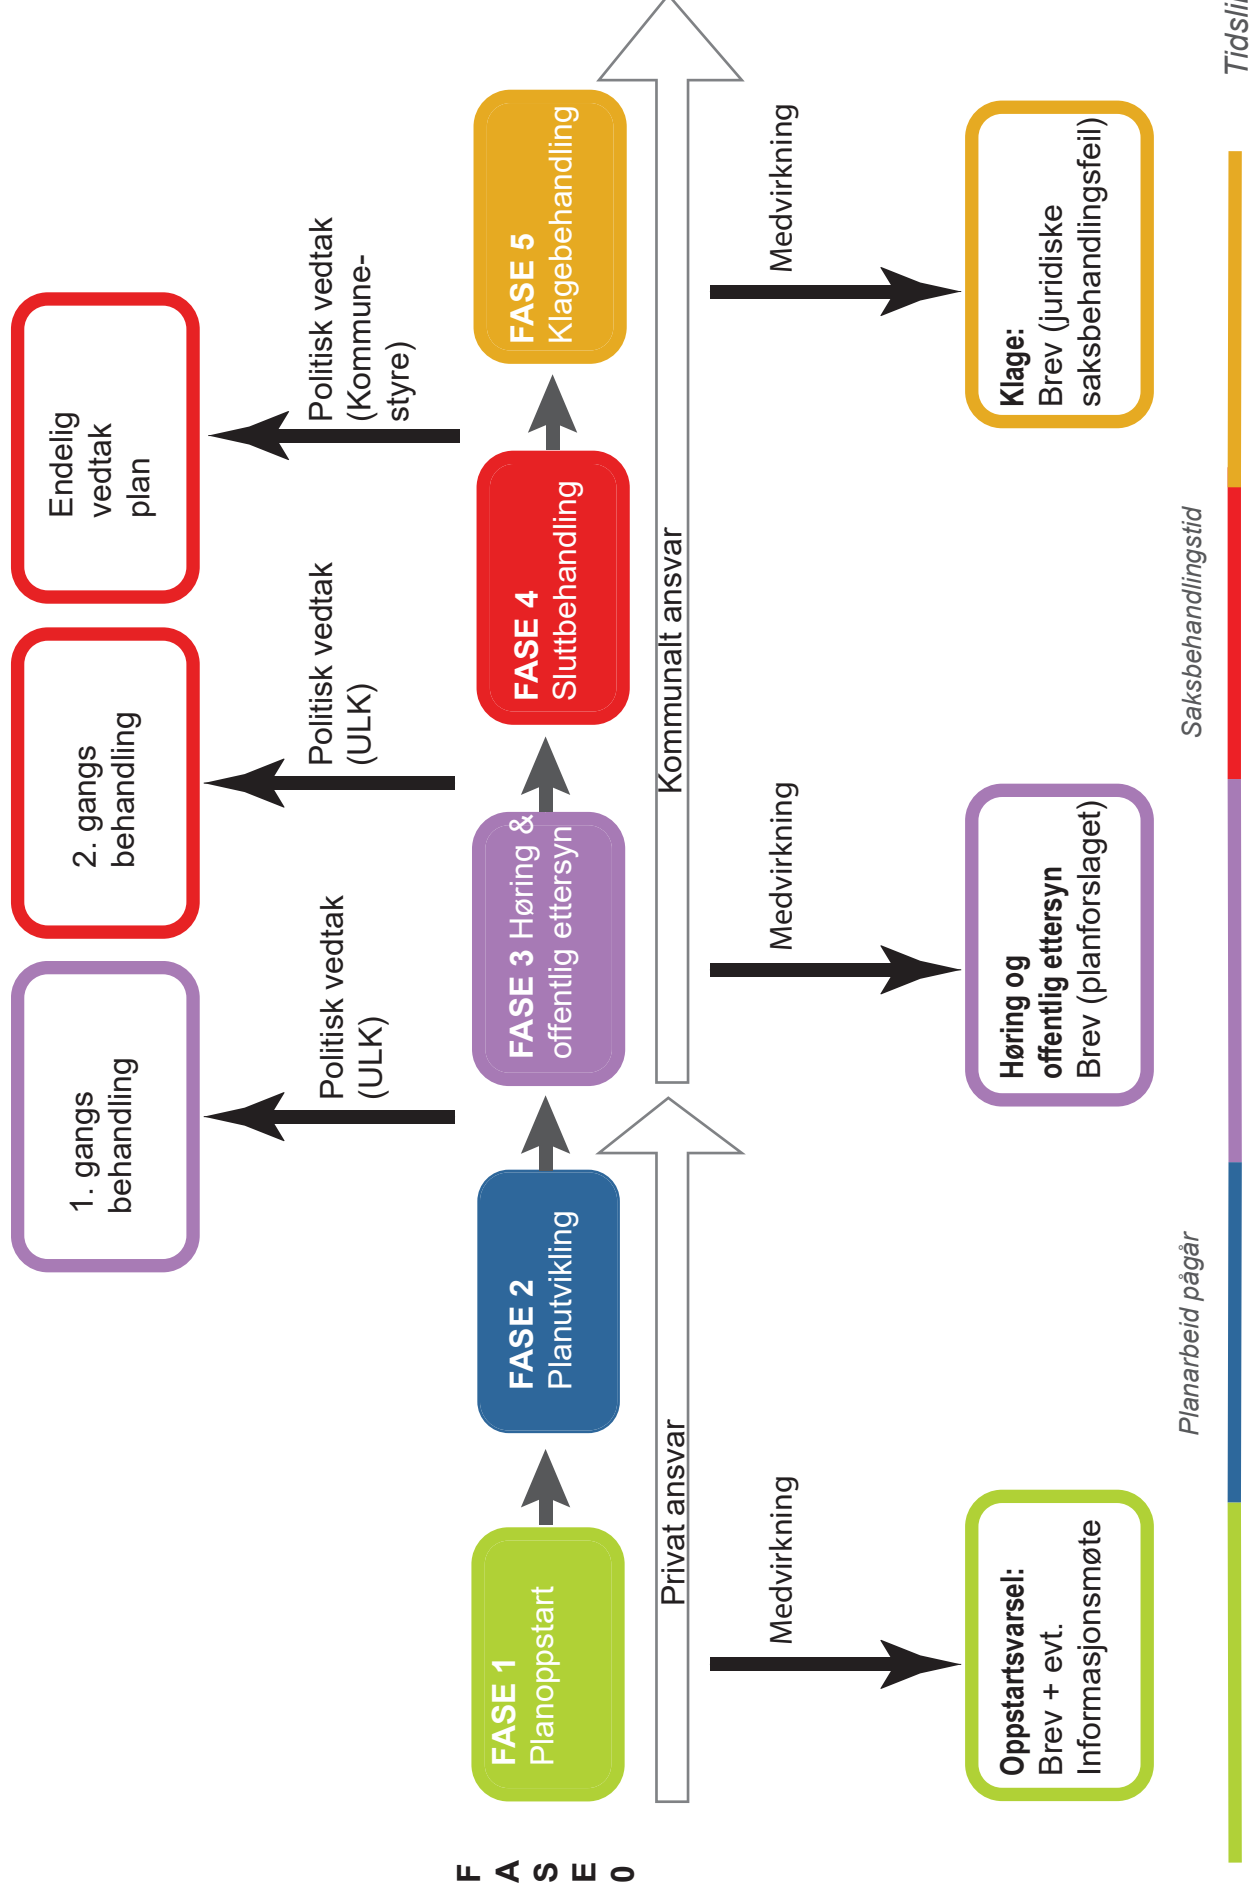 1. gangs
behandling
2. gangs
behandling
Endelig
vedtak
plan
Politisk vedtak
(ULK)
Politisk vedtak
(ULK)
Politisk vedtak
(Kommune-
styre)
F
A
S
E
0
FASE 1
Planoppstart
FASE 2
Planutvikling
FASE 3 Høring &
offentlig ettersyn
FASE 4
Sluttbehandling
FASE 5
Klagebehandling
Privat ansvar
Kommunalt ansvar
Medvirkning
Medvirkning
Medvirkning
Oppstartsvarsel:
Brev + evt.
Informasjonsmøte
Høring og
offentlig ettersyn
Brev (planforslaget)
Klage:
Brev (juridiske
saksbehandlingsfeil)
Planarbeid pågår
Saksbehandlingstid